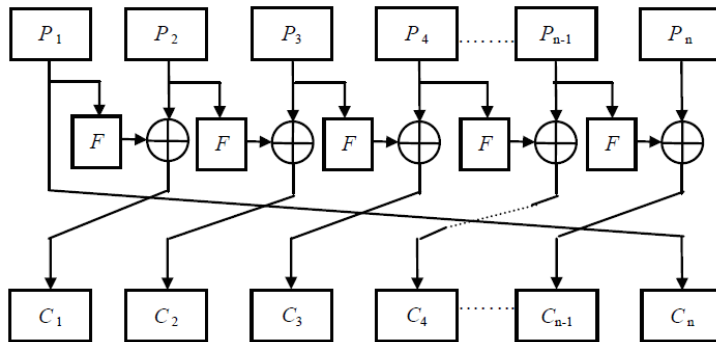 P1 P2 P3 P4 Pn-1 Pn
F F F F F
C1 C2 C3 C4 Cn-1 Cn